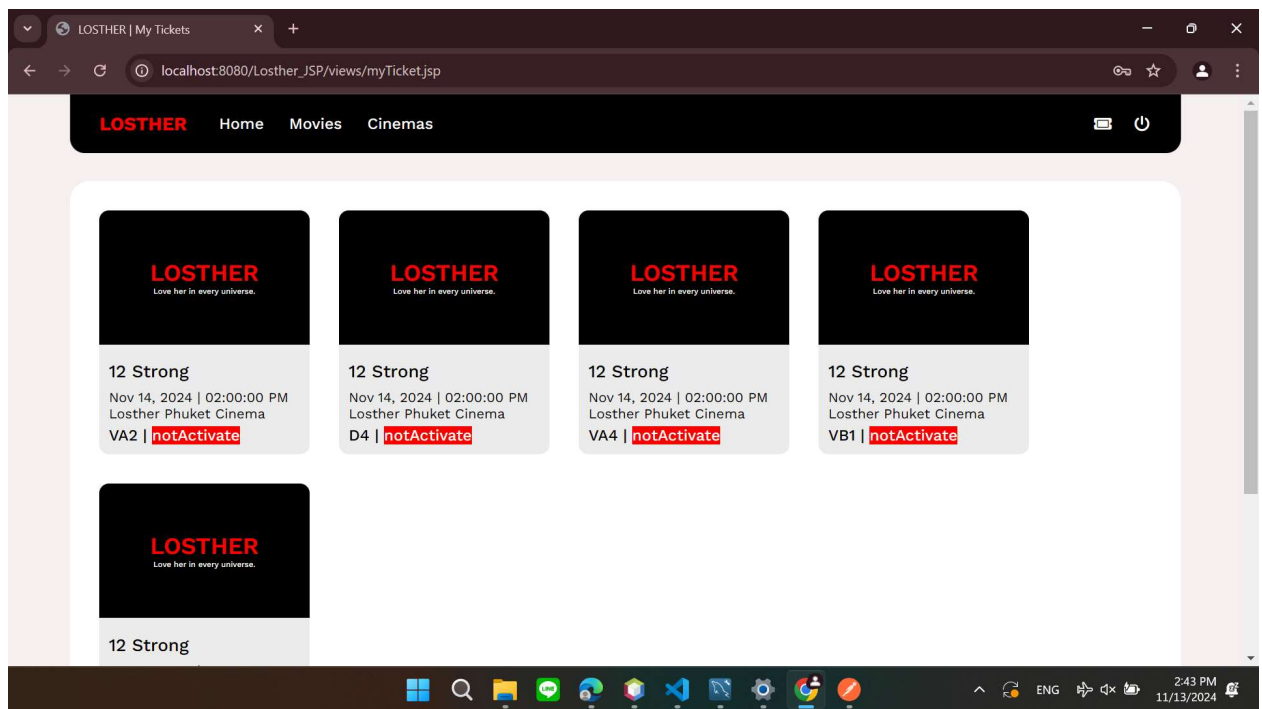 LOSTHER | My Tickets
localhost:8080/Losther_JSP/views/myTicket.jsp
LOSTHER Home Movies Cinemas
LOSTHER
Love her in every universe.
12 Strong
Nov 14, 2024 | 02:00:00 PM
Losther Phuket Cinema
VA2 | notActivate
LOSTHER
Love her in every universe.
12 Strong
Nov 14, 2024 | 02:00:00 PM
Losther Phuket Cinema
D4 | notActivate
LOSTHER
Love her in every universe.
12 Strong
Nov 14, 2024 | 02:00:00 PM
Losther Phuket Cinema
VA4 | notActivate
LOSTHER
Love her in every universe.
12 Strong
Nov 14, 2024 | 02:00:00 PM
Losther Phuket Cinema
VB1 | notActivate
LOSTHER
Love her in every universe.
12 Strong
LINE
ENG
2:43 PM
11/13/2024